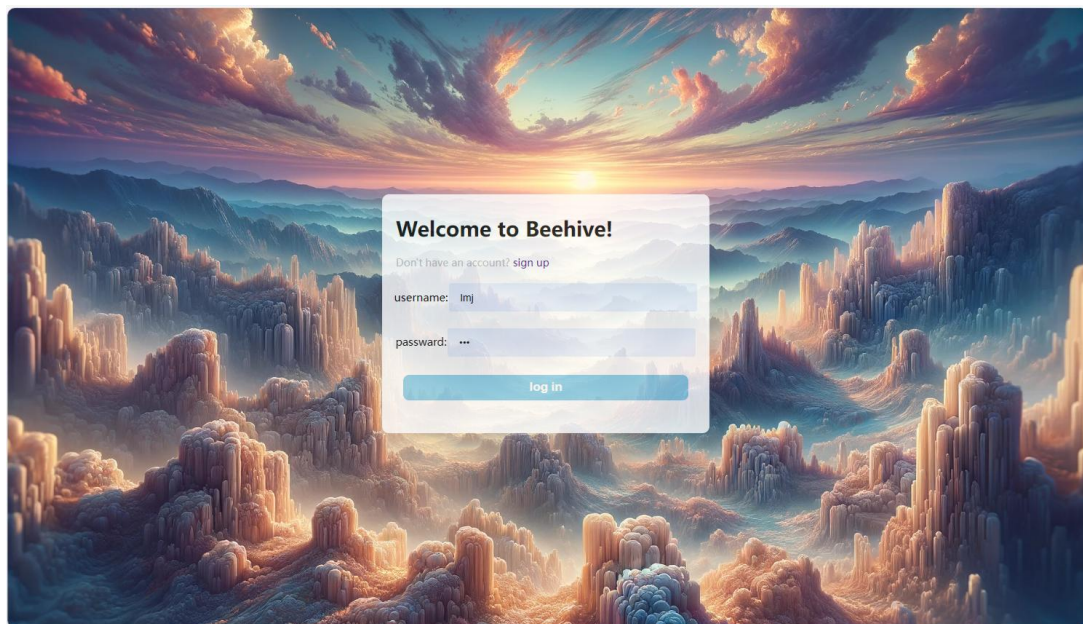 Welcome to Beehive!
Don't have an account? sign up
username: lmj
passward: •••
log in